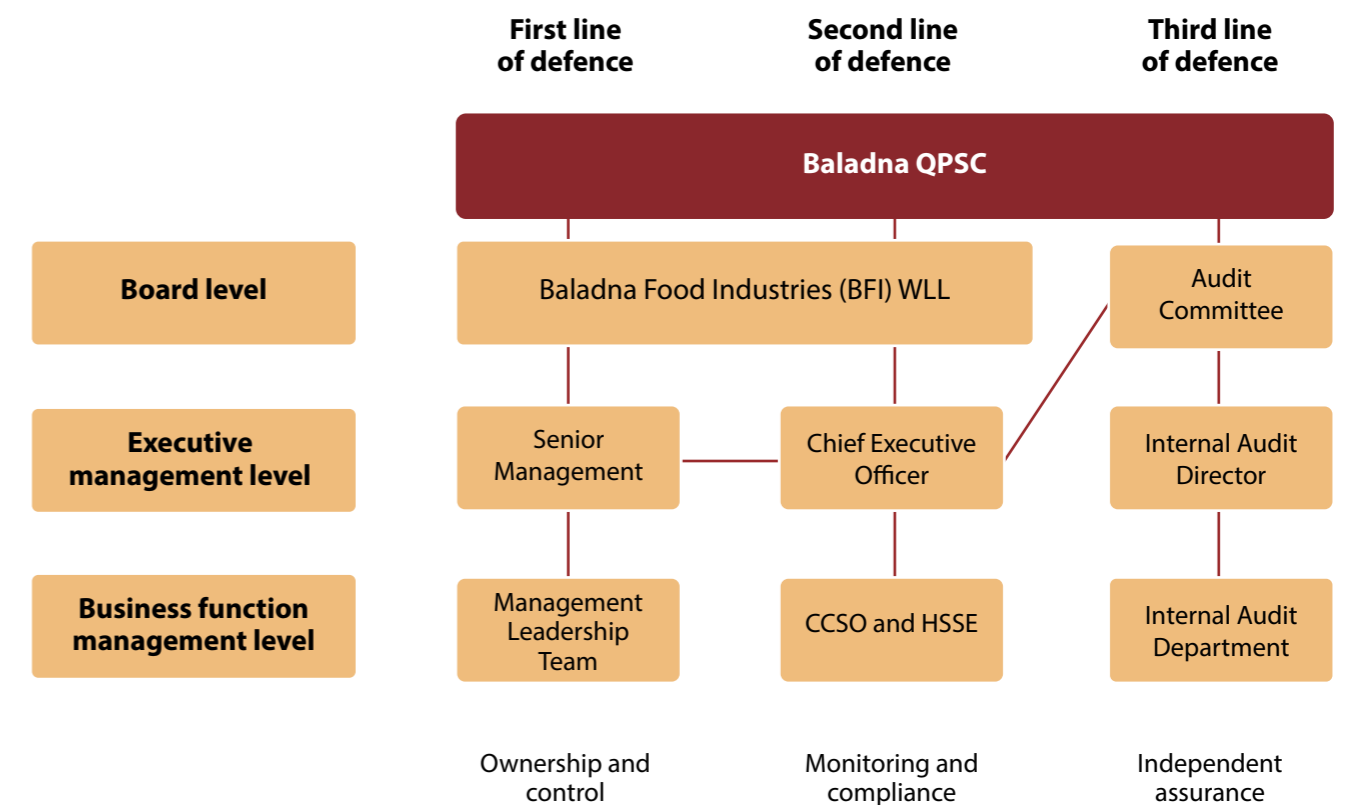 First line
of defence
Second line
of defence
Third line
of defence
Baladna QPSC
Board level
Baladna Food Industries (BFI) WLL
Audit
Committee
Executive
management level
Senior
Management
Chief Executive
Officer
Internal Audit
Director
Business function
management level
Management
Leadership
Team
CCSO and HSSE
Internal Audit
Department
Ownership and
control
Monitoring and
compliance
Independent
assurance